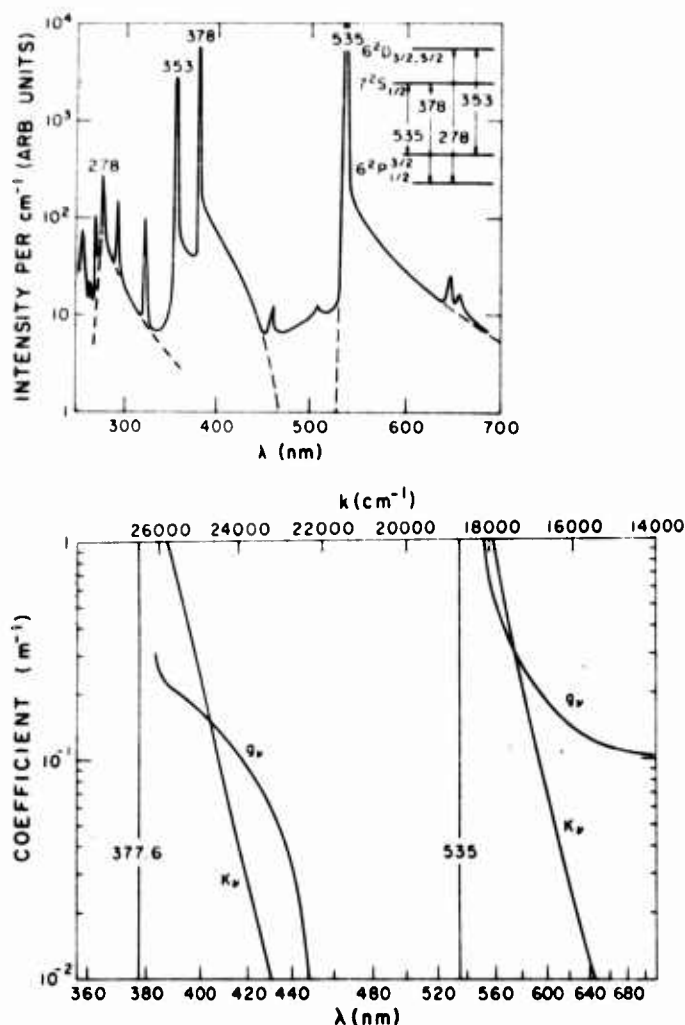 INTENSITY PER cm⁻¹ (ARB UNITS)
10⁴
10³
10²
10
1
278
353
378
535
6²D₃/₂,₅/₂
7²S₁/₂
6²P³/²₁/₂
535
378
278
353
300 400 500 600 700
λ (nm)
k (cm⁻¹)
26000 24000 22000 20000 18000 16000 14000
COEFFICIENT (m⁻¹)
1
10⁻¹
10⁻²
377.6
535
gν
Kν
gν
Kν
360 400 420 440 480 520 560 600 640 680
λ(nm)